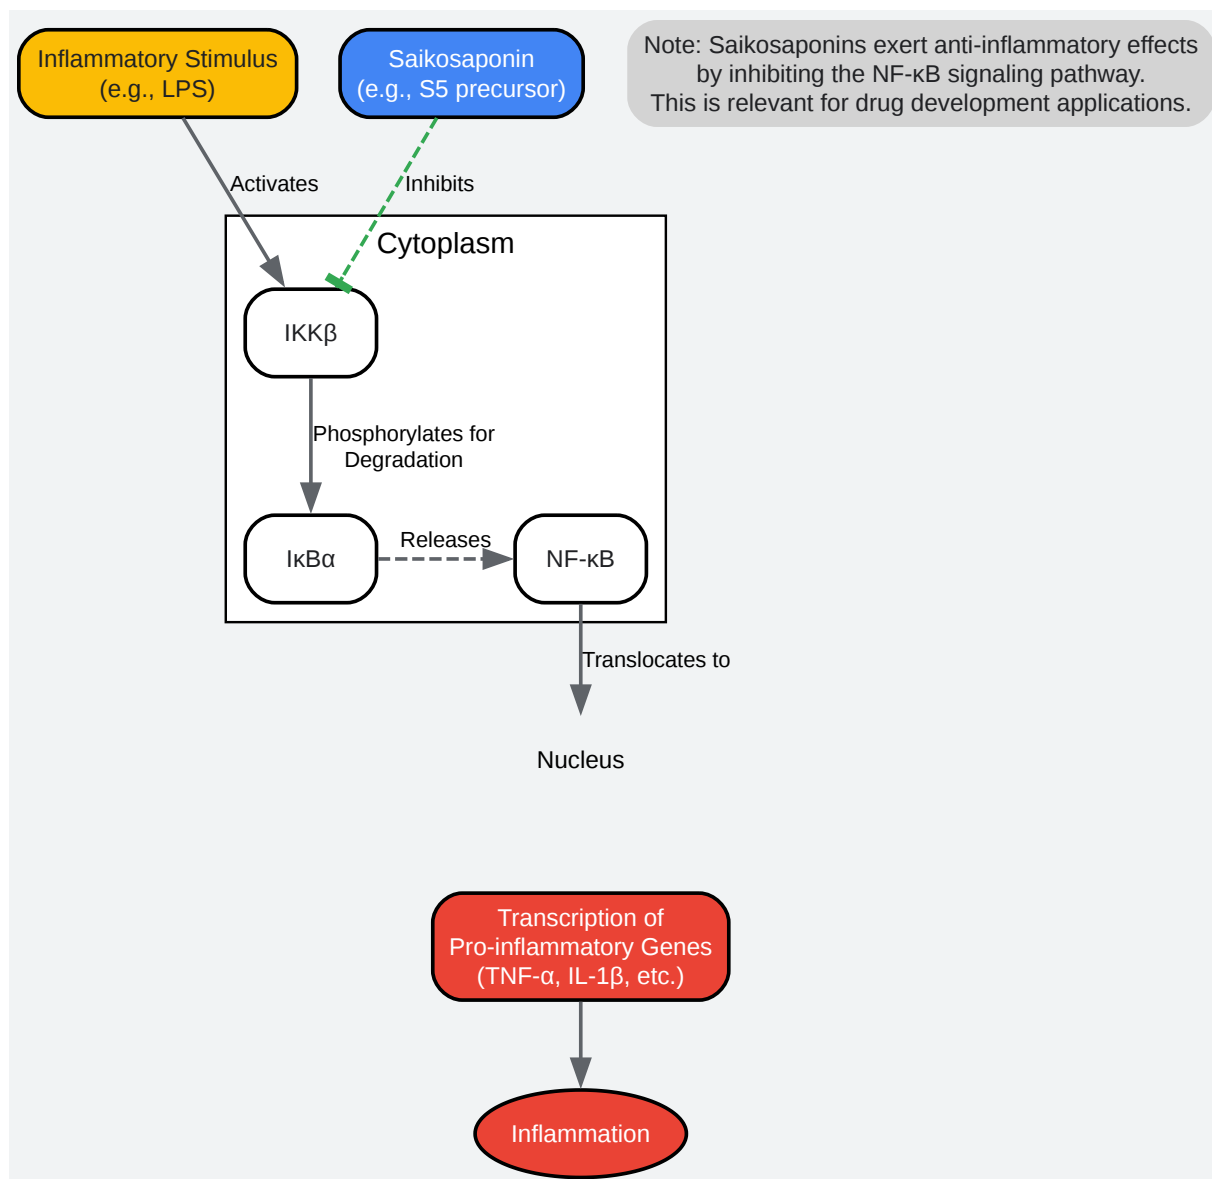 Inflammatory Stimulus
(e.g., LPS)
Saikosaponin
(e.g., S5 precursor)
Note: Saikosaponins exert anti-inflammatory effects
by inhibiting the NF-κB signaling pathway.
This is relevant for drug development applications.
Activates
Inhibits
Cytoplasm
IKKβ
Phosphorylates for
Degradation
IκBα
Releases
NF-κB
Translocates to
Nucleus
Transcription of
Pro-inflammatory Genes
(TNF-α, IL-1β, etc.)
Inflammation